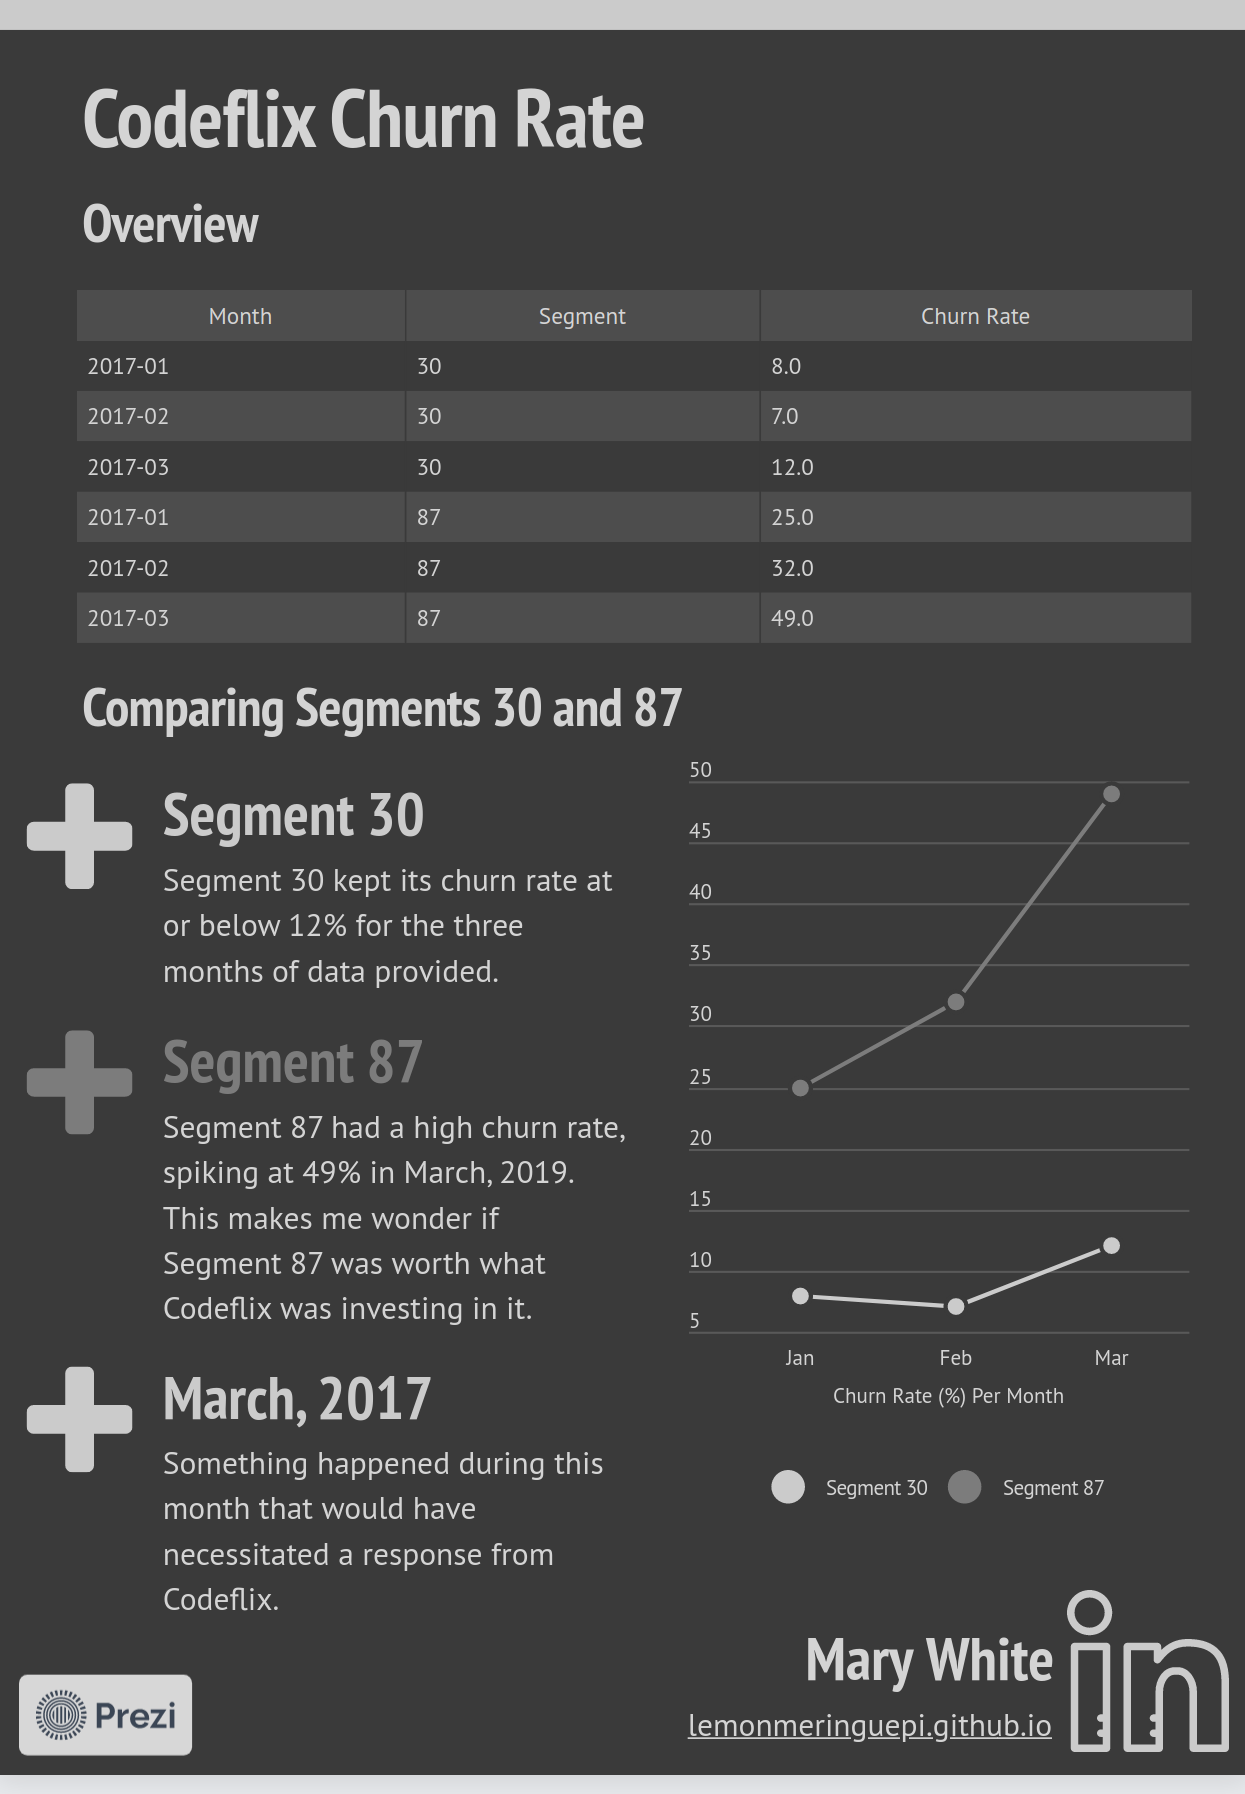 Codeflix Churn Rate
Overview
Month Segment Churn Rate
2017-01 30 8.0
2017-02 30 7.0
2017-03 30 12.0
2017-01 87 25.0
2017-02 87 32.0
2017-03 87 49.0
Comparing Segments 30 and 87
Segment 30
Segment 30 kept its churn rate at
or below 12% for the three
months of data provided.
Segment 87
Segment 87 had a high churn rate,
spiking at 49% in March, 2019.
This makes me wonder if
Segment 87 was worth what
Codeflix was investing in it.
March, 2017
Something happened during this
month that would have
necessitated a response from
Codeflix.
50
45
40
35
30
25
20
15
10
5
Jan Feb Mar
Churn Rate (%) Per Month
Segment 30 Segment 87
Mary White
lemonmeringuepi.github.io
in
Prezi